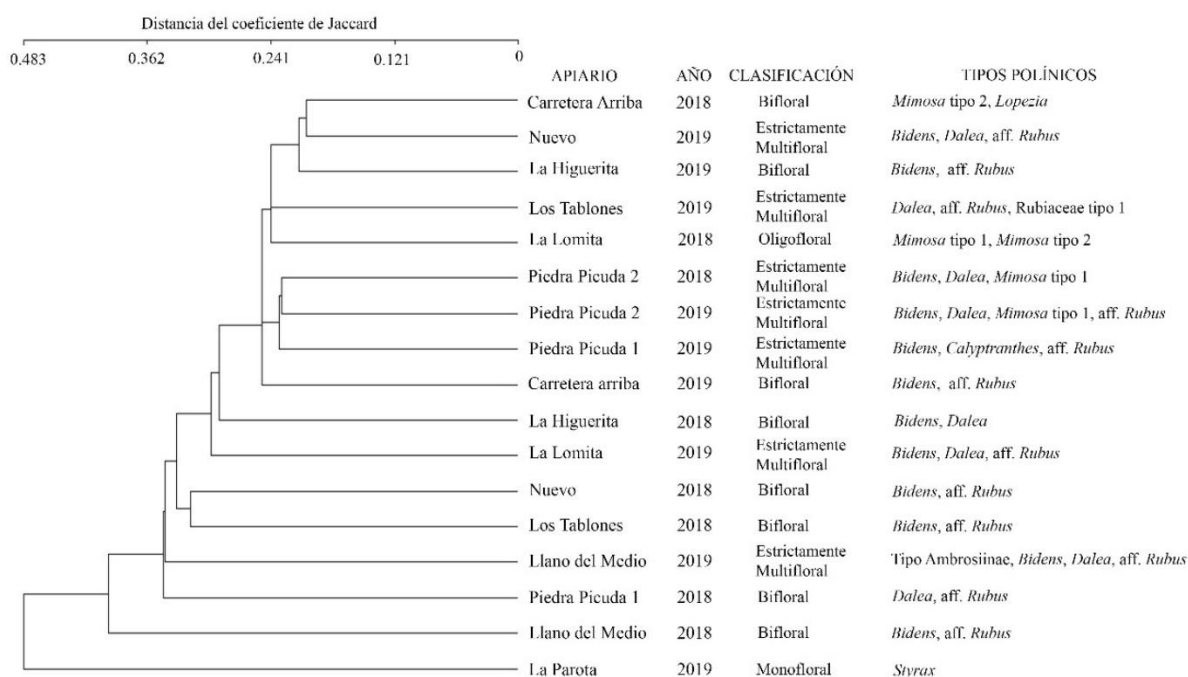 Distancia del coeficiente de Jaccard
0.483 0.362 0.241 0.121 0
APIARIO AÑO CLASIFICACIÓN TIPOS POLÍNICOS
Carretera Arriba 2018 Bifloral Mimosa tipo 2, Lopezia
Nuevo 2019 Estrictamente Multifloral Bidens, Dalea, aff. Rubus
La Higuerita 2019 Bifloral Bidens, aff. Rubus
Los Tablones 2019 Estrictamente Multifloral Dalea, aff. Rubus, Rubiaceae tipo 1
La Lomita 2018 Oligofloral Mimosa tipo 1, Mimosa tipo 2
Piedra Picuda 2 2018 Estrictamente Multifloral Bidens, Dalea, Mimosa tipo 1
Piedra Picuda 2 2019 Estrictamente Multifloral Bidens, Dalea, Mimosa tipo 1, aff. Rubus
Piedra Picuda 1 2019 Estrictamente Multifloral Bidens, Calyptranthes, aff. Rubus
Carretera arriba 2019 Bifloral Bidens, aff. Rubus
La Higuerita 2018 Bifloral Bidens, Dalea
La Lomita 2019 Estrictamente Multifloral Bidens, Dalea, aff. Rubus
Nuevo 2018 Bifloral Bidens, aff. Rubus
Los Tablones 2018 Bifloral Bidens, aff. Rubus
Llano del Medio 2019 Estrictamente Multifloral Tipo Ambrosiinae, Bidens, Dalea, aff. Rubus
Piedra Picuda 1 2018 Bifloral Dalea, aff. Rubus
Llano del Medio 2018 Bifloral Bidens, aff. Rubus
La Parota 2019 Monofloral Styrax